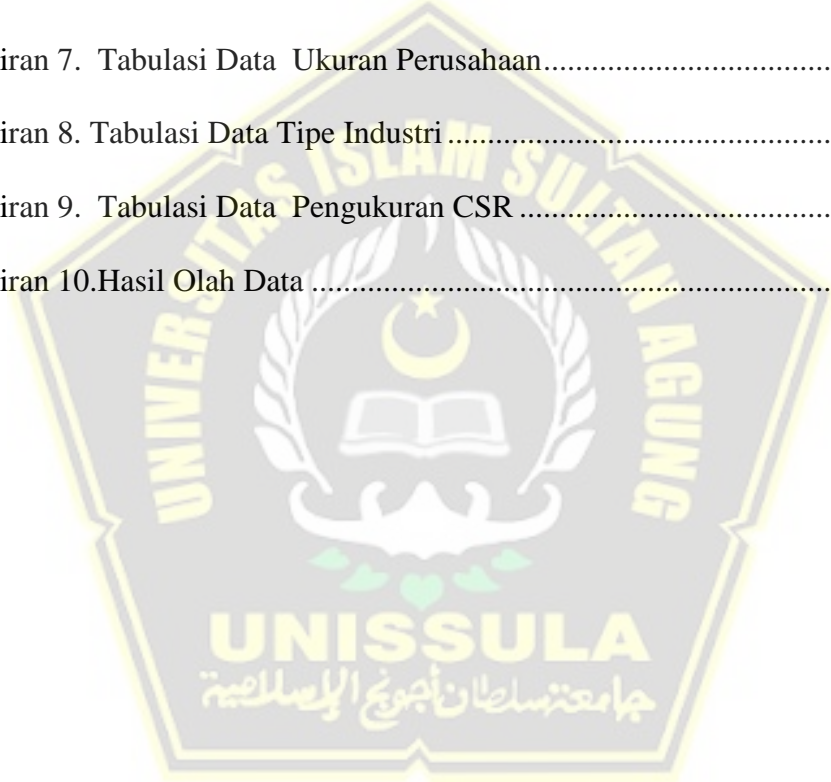 iran 7. Tabulasi Data Ukuran Perusahaan.................................
iran 8. Tabulasi Data Tipe Industri.............................................
iran 9. Tabulasi Data Pengukuran CSR ....................................
iran 10.Hasil Olah Data..............................................................
UNIVERSITAS ISLAM SULTAN AGUNG
UNISSULA
جامعة سلطان أجونج الإسلامية